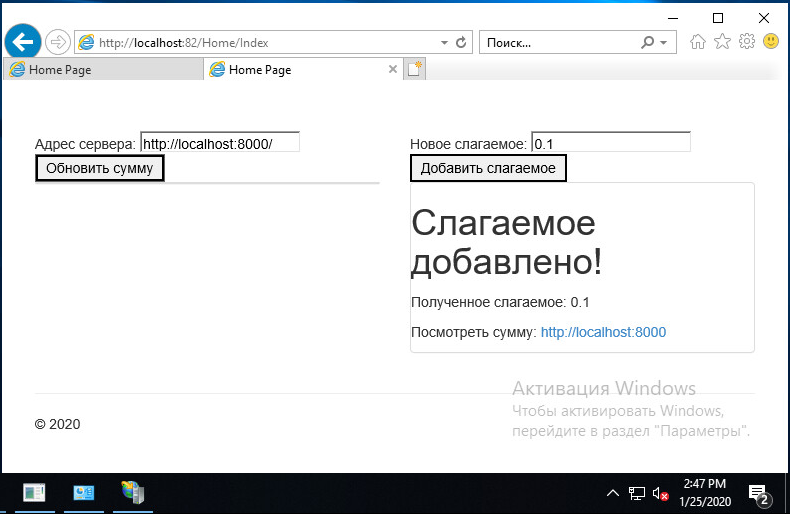 http://localhost:82/Home/Index
Поиск...
Home Page
Home Page
Адрес сервера: http://localhost:8000/
Обновить сумму
Новое слагаемое: 0.1
Добавить слагаемое
Слагаемое
добавлено!
Полученное слагаемое: 0.1
Посмотреть сумму: http://localhost:8000
© 2020
Активация Windows
Чтобы активировать Windows,
перейдите в раздел "Параметры".
2:47 PM
1/25/2020
2